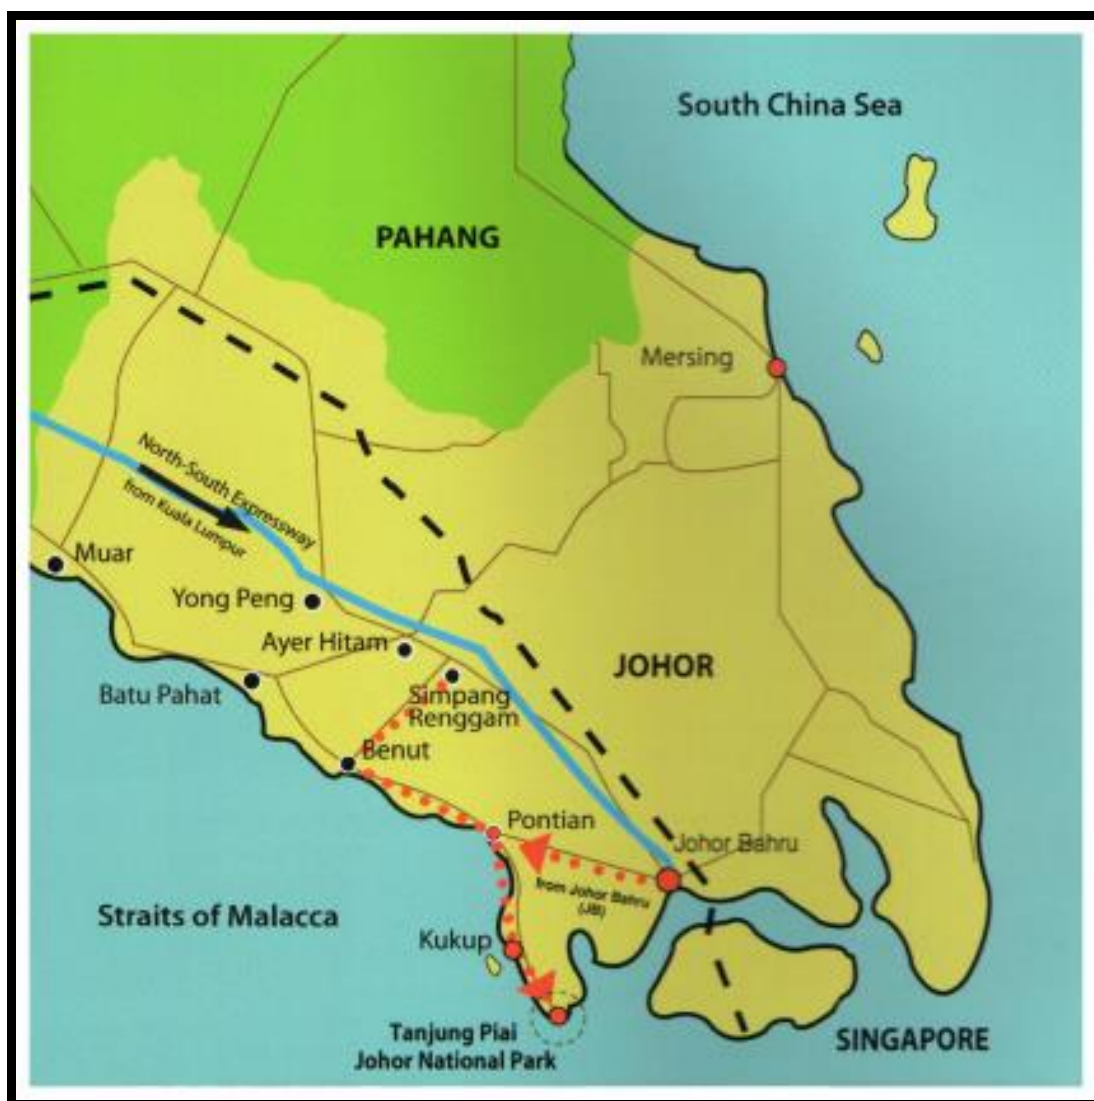 South China Sea
PAHANG
Mersing
North-South Expressway
from Kuala Lumpur
Muar
Yong Peng
Ayer Hitam
JOHOR
Simpang
Renggam
Batu Pahat
Benut
Pontian
Johor Bahru
from Johor Bahru
(JB)
Straits of Malacca
Kukup
Tanjung Piai
Johor National Park
SINGAPORE